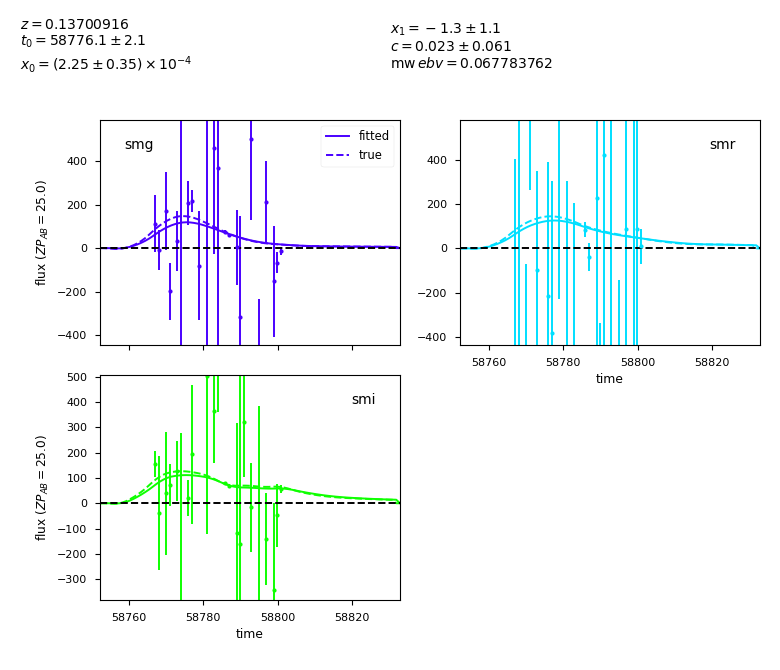 z = 0.13700916
t₀ = 58776.1 ± 2.1
x₀ = (2.25 ± 0.35) × 10⁻⁴
x₁ = −1.3 ± 1.1
c = 0.023 ± 0.061
mw ebv = 0.067783762
smg
fitted
true
400
200
0
−200
−400
flux (ZP_AB = 25.0)
smr
400
200
0
−200
−400
58760 58780 58800 58820
time
smi
500
400
300
200
100
0
−100
−200
−300
flux (ZP_AB = 25.0)
58760 58780 58800 58820
time